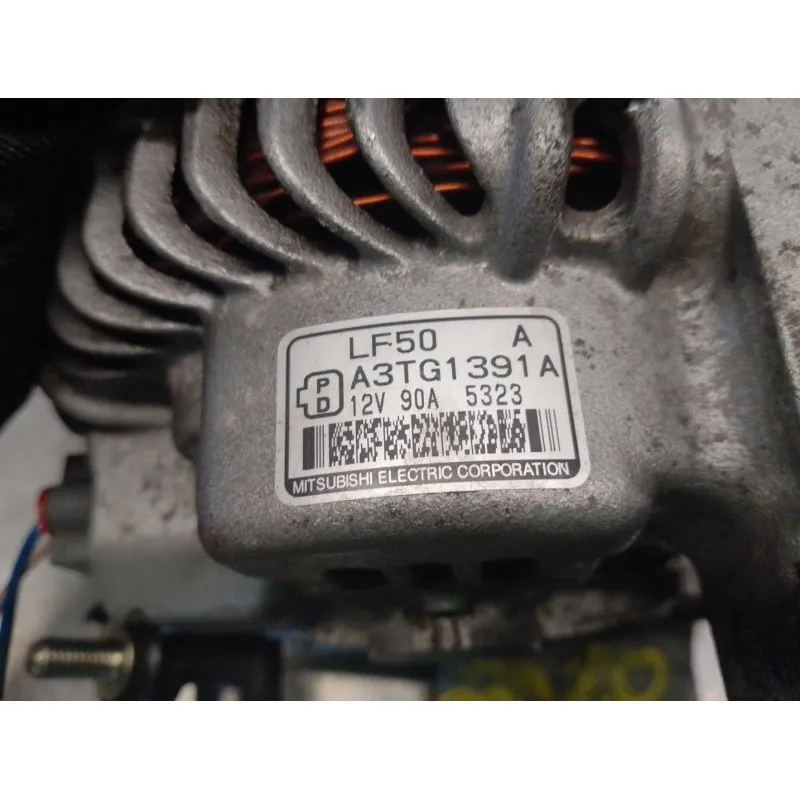 LF50 A
P
D
A3TG1391A
12V 90A 5323
MITSUBISHI ELECTRIC CORPORATION